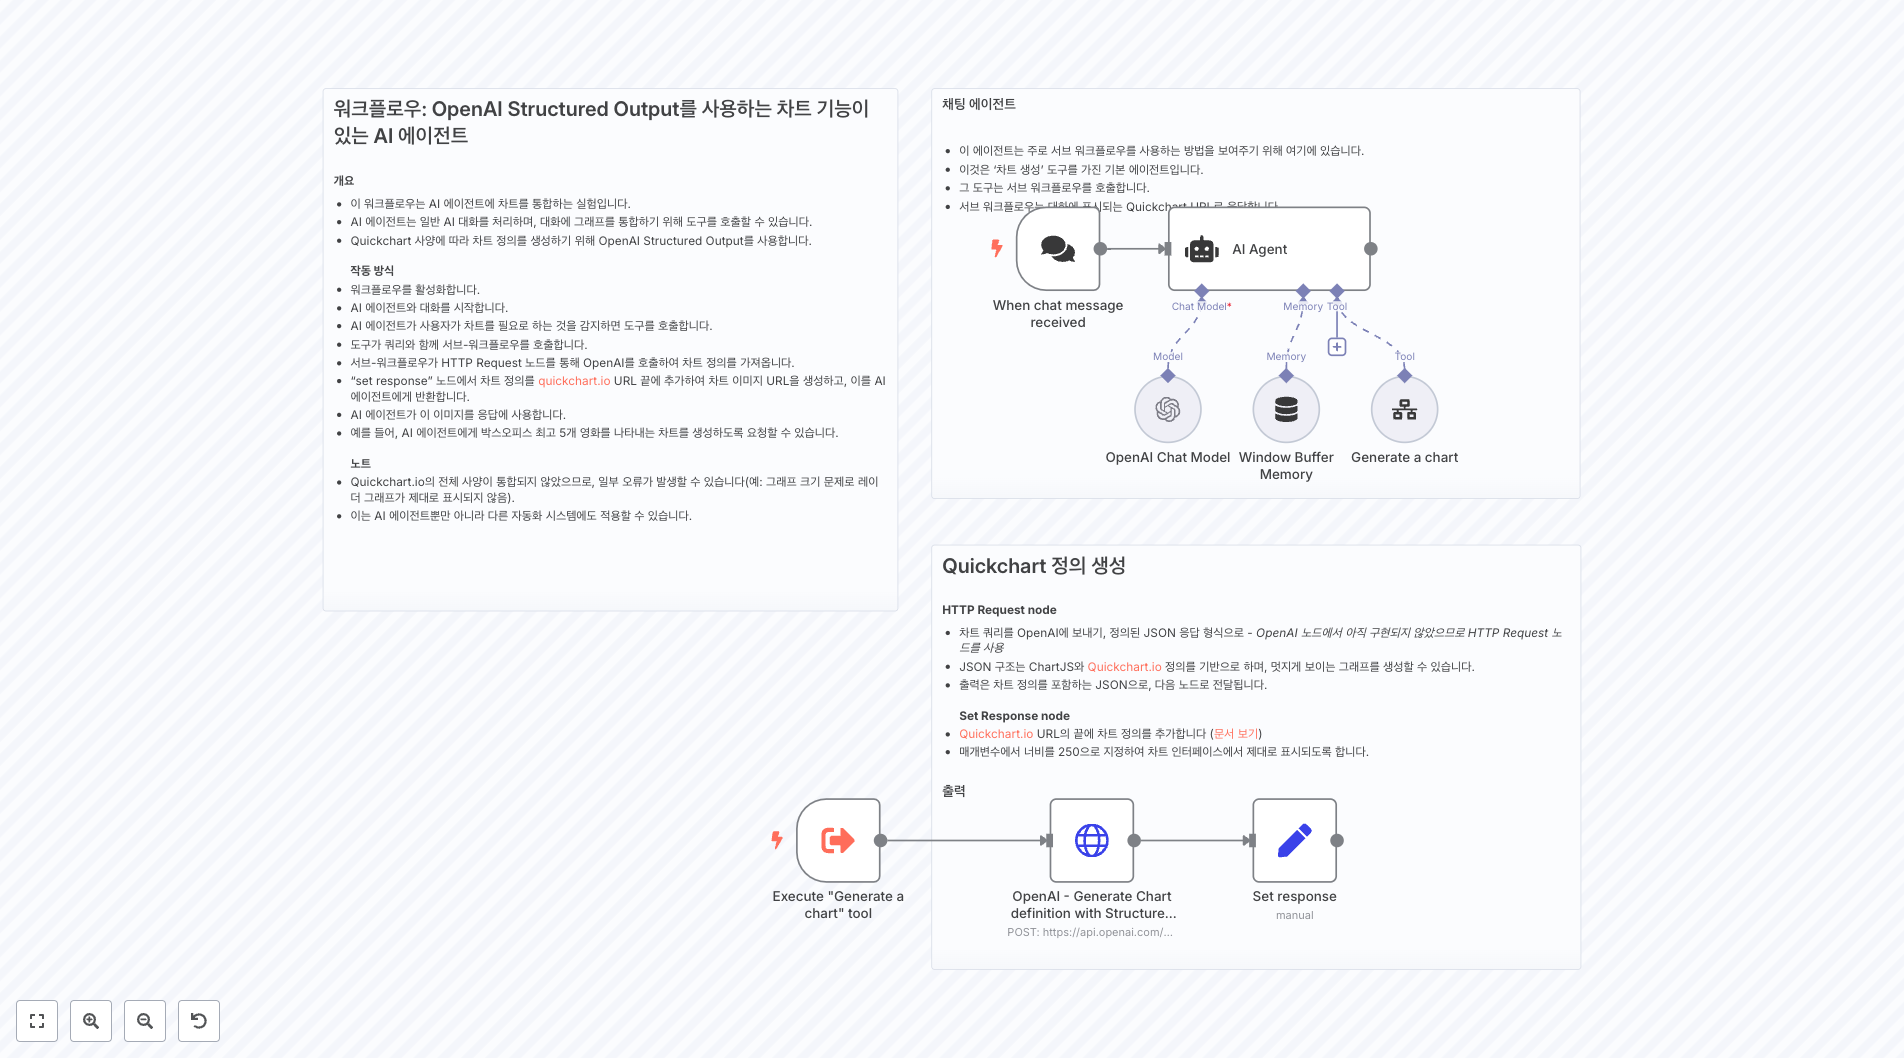 워크플로우: OpenAI Structured Output를 사용하는 차트 기능이
있는 AI 에이전트
개요
이 워크플로우는 AI 에이전트에 차트를 통합하는 실험입니다.
AI 에이전트는 일반 AI 대화를 처리하며, 대화에 그래프를 통합하기 위해 도구를 호출할 수 있습니다.
Quickchart 사양에 따라 차트 정의를 생성하기 위해 OpenAI Structured Output를 사용합니다.
작동 방식
워크플로우를 활성화합니다.
AI 에이전트와 대화를 시작합니다.
AI 에이전트가 사용자가 차트를 필요로 하는 것을 감지하면 도구를 호출합니다.
도구가 쿼리와 함께 서브-워크플로우를 호출합니다.
서브-워크플로우가 HTTP Request 노드를 통해 OpenAI를 호출하여 차트 정의를 가져옵니다.
“set response” 노드에서 차트 정의를 quickchart.io URL 끝에 추가하여 차트 이미지 URL을 생성하고, 이를 AI
에이전트에게 반환합니다.
AI 에이전트가 이 이미지를 응답에 사용합니다.
예를 들어, AI 에이전트에게 박스오피스 최고 5개 영화를 나타내는 차트를 생성하도록 요청할 수 있습니다.
노트
Quickchart.io의 전체 사양이 통합되지 않았으므로, 일부 오류가 발생할 수 있습니다(예: 그래프 크기 문제로 레이
더 그래프가 제대로 표시되지 않음).
이는 AI 에이전트뿐만 아니라 다른 자동화 시스템에도 적용할 수 있습니다.
채팅 에이전트
이 에이전트는 주로 서브 워크플로우를 사용하는 방법을 보여주기 위해 여기에 있습니다.
이것은 ‘차트 생성’ 도구를 가진 기본 에이전트입니다.
그 도구는 서브 워크플로우를 호출합니다.
서브 워크플로우는 대화에 표시되는 Quickchart URL로 응답합니다.
AI Agent
When chat message
received
Chat Model*
Memory Tool
Model
Memory
Tool
OpenAI Chat Model
Window Buffer
Memory
Generate a chart
Quickchart 정의 생성
HTTP Request node
차트 쿼리를 OpenAI에 보내기, 정의된 JSON 응답 형식으로 - OpenAI 노드에서 아직 구현되지 않았으므로 HTTP Request 노
드를 사용
JSON 구조는 ChartJS와 Quickchart.io 정의를 기반으로 하며, 멋지게 보이는 그래프를 생성할 수 있습니다.
출력은 차트 정의를 포함하는 JSON으로, 다음 노드로 전달됩니다.
Set Response node
Quickchart.io URL의 끝에 차트 정의를 추가합니다 (문서 보기)
매개변수에서 너비를 250으로 지정하여 차트 인터페이스에서 제대로 표시되도록 합니다.
출력
Execute "Generate a
chart" tool
OpenAI - Generate Chart
definition with Structure...
POST: https://api.openai.com/...
Set response
manual